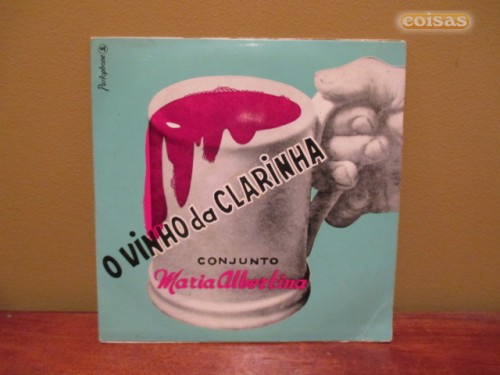 coisas
Parlophone
O VINHO da CLARINHA
CONJUNTO
Maria Albertina